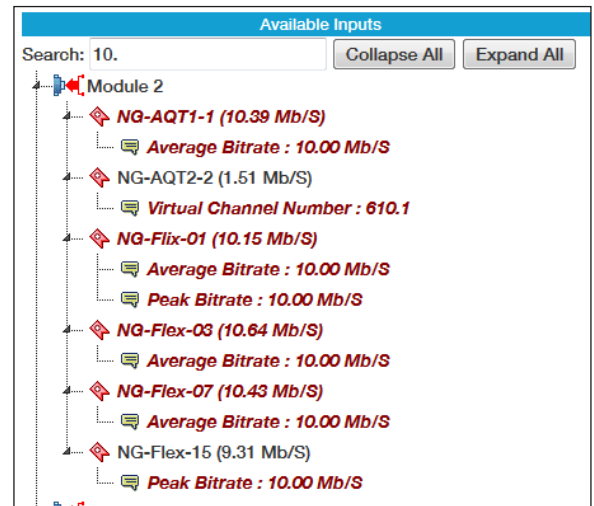 Available Inputs
Search: 10. Collapse All Expand All
Module 2
NG-AQT1-1 (10.39 Mb/S)
Average Bitrate : 10.00 Mb/S
NG-AQT2-2 (1.51 Mb/S)
Virtual Channel Number : 610.1
NG-Flix-01 (10.15 Mb/S)
Average Bitrate : 10.00 Mb/S
Peak Bitrate : 10.00 Mb/S
NG-Flex-03 (10.64 Mb/S)
Average Bitrate : 10.00 Mb/S
NG-Flex-07 (10.43 Mb/S)
Average Bitrate : 10.00 Mb/S
NG-Flex-15 (9.31 Mb/S)
Peak Bitrate : 10.00 Mb/S